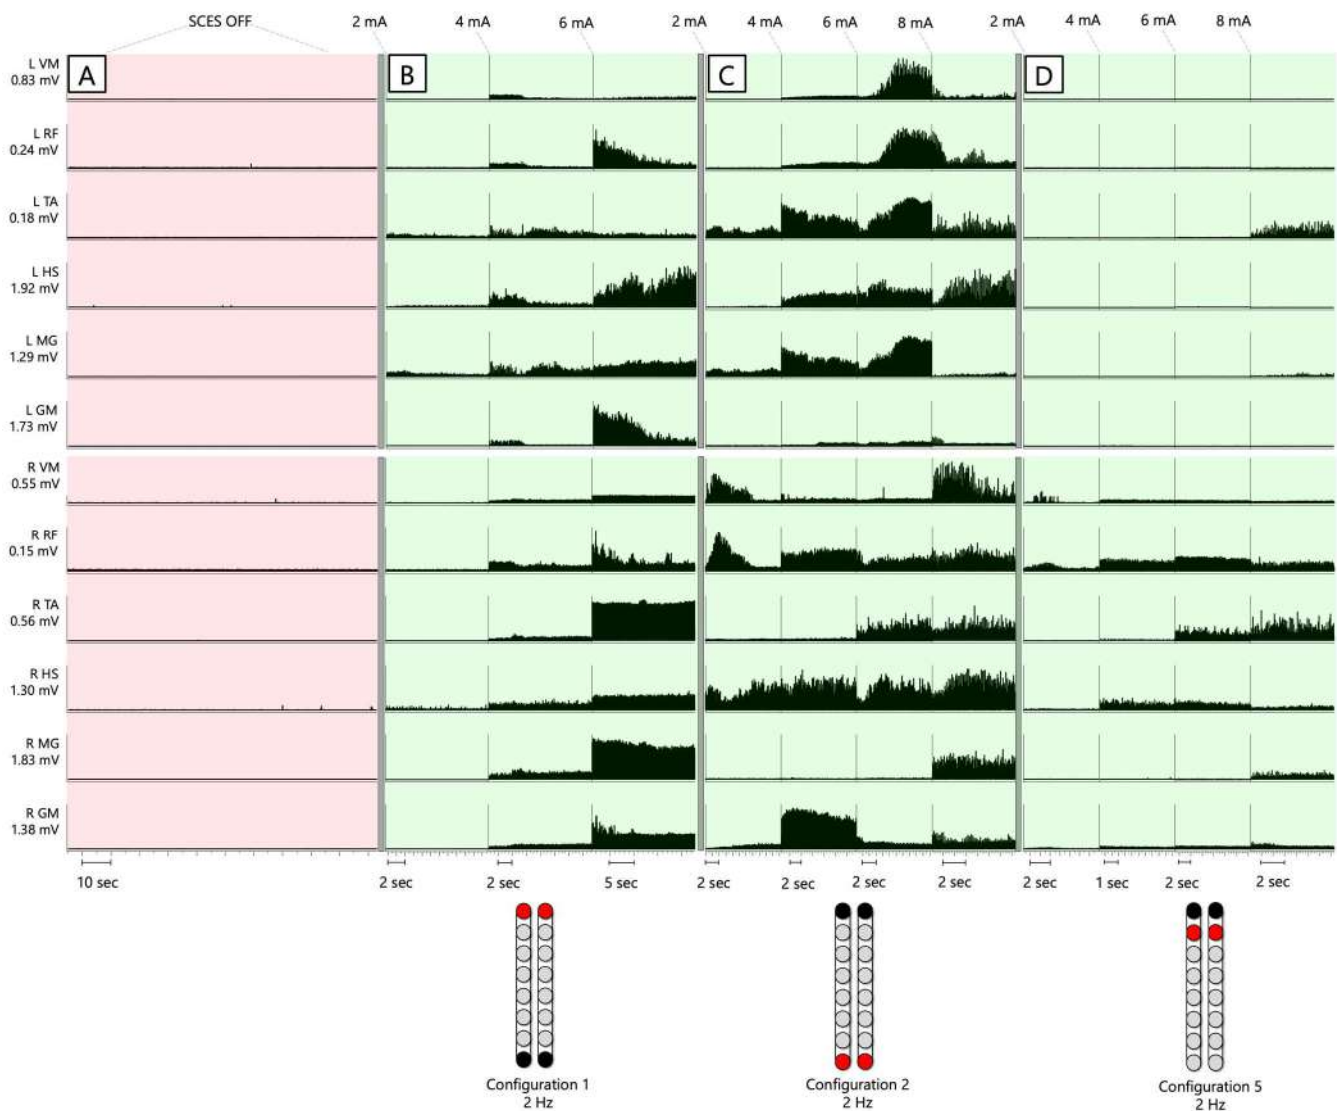 SCES OFF 2 mA 4 mA 6 mA 2 mA 4 mA 6 mA 8 mA 2 mA 4 mA 6 mA 8 mA
A B C D
L VM
0.83 mV
L RF
0.24 mV
L TA
0.18 mV
L HS
1.92 mV
L MG
1.29 mV
L GM
1.73 mV
R VM
0.55 mV
R RF
0.15 mV
R TA
0.56 mV
R HS
1.30 mV
R MG
1.83 mV
R GM
1.38 mV
10 sec 2 sec 2 sec 5 sec 2 sec 2 sec 2 sec 2 sec 2 sec 1 sec 2 sec 2 sec
Configuration 1 Configuration 2 Configuration 5
2 Hz 2 Hz 2 Hz